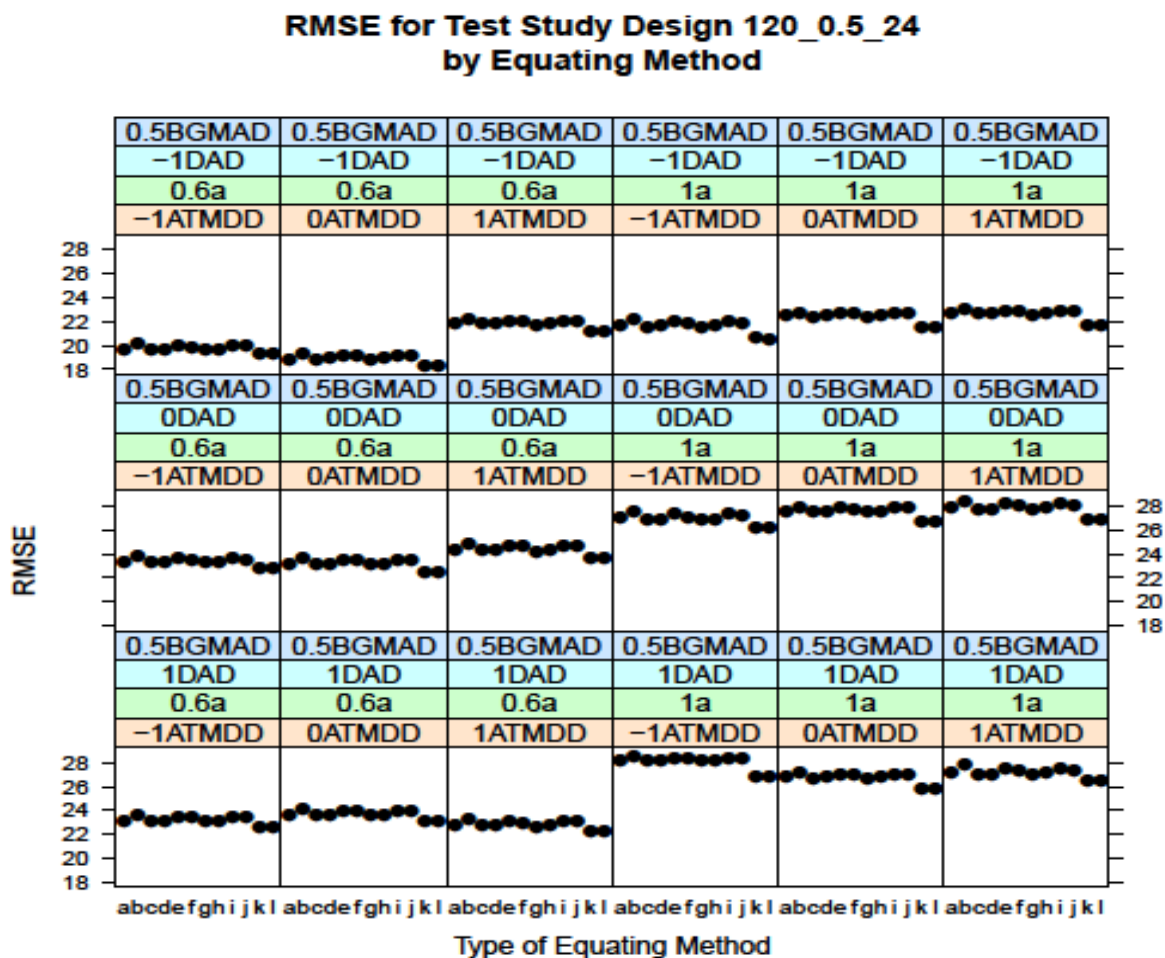 RMSE for Test Study Design 120_0.5_24
by Equating Method
0.5BGMAD 0.5BGMAD 0.5BGMAD 0.5BGMAD 0.5BGMAD 0.5BGMAD
−1DAD −1DAD −1DAD −1DAD −1DAD −1DAD
0.6a 0.6a 0.6a 1a 1a 1a
−1ATMDD 0ATMDD 1ATMDD −1ATMDD 0ATMDD 1ATMDD
28
26
24
22
20
18
0.5BGMAD 0.5BGMAD 0.5BGMAD 0.5BGMAD 0.5BGMAD 0.5BGMAD
0DAD 0DAD 0DAD 0DAD 0DAD 0DAD
0.6a 0.6a 0.6a 1a 1a 1a
−1ATMDD 0ATMDD 1ATMDD −1ATMDD 0ATMDD 1ATMDD
28
26
24
22
20
18
RMSE
0.5BGMAD 0.5BGMAD 0.5BGMAD 0.5BGMAD 0.5BGMAD 0.5BGMAD
1DAD 1DAD 1DAD 1DAD 1DAD 1DAD
0.6a 0.6a 0.6a 1a 1a 1a
−1ATMDD 0ATMDD 1ATMDD −1ATMDD 0ATMDD 1ATMDD
28
26
24
22
20
18
abcdefghijkl abcdefghijkl abcdefghijkl abcdefghijkl abcdefghijkl abcdefghijkl
Type of Equating Method